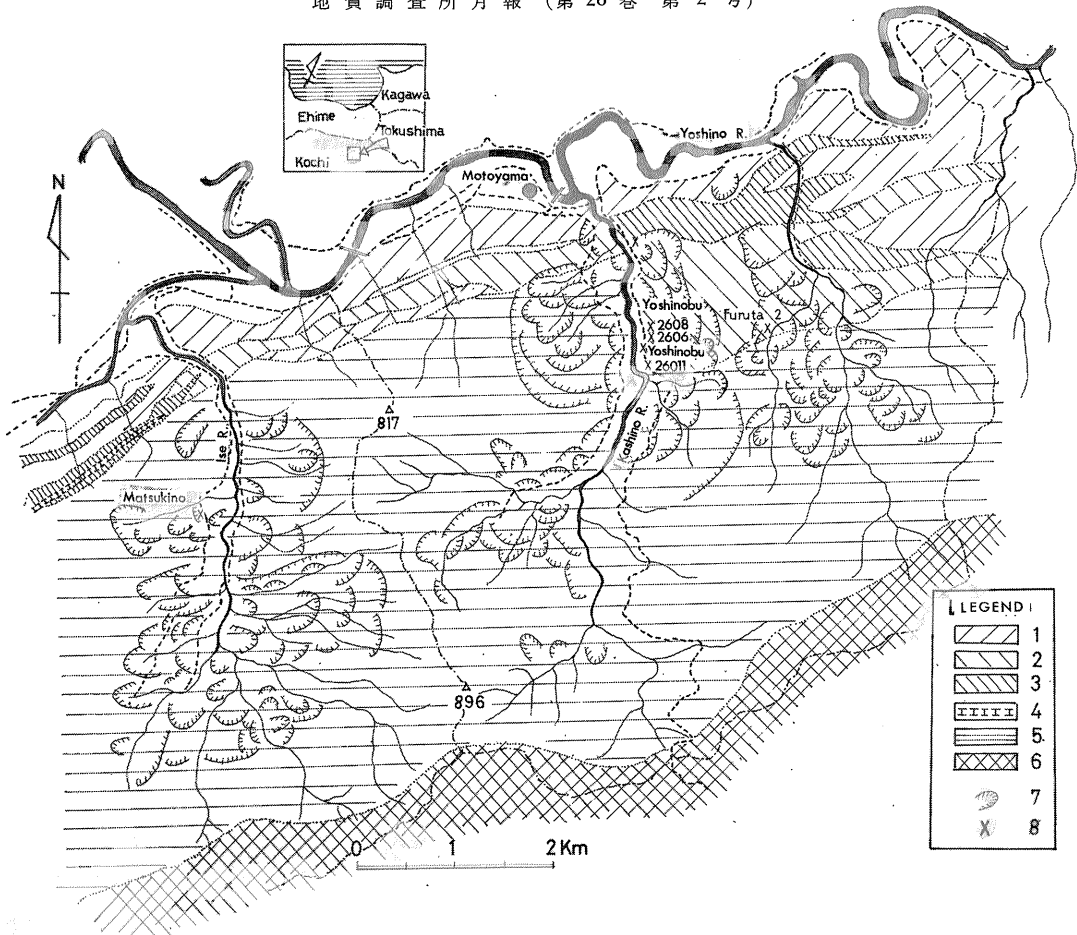 地質調査所月報 (第 26 巻 第 2 号)
Kagawa
Ehime
Tokushima
Kochi
N
Yoshino R.
Motoyama
Yoshinobu
Furuta 2
X X
X 2608
X 2606
X Yoshinobu
X 26011
817
Ise R.
Kashino R.
Matsukino
896
LEGEND
1
2
3
4
5
6
7
X 8
0 1 2 Km